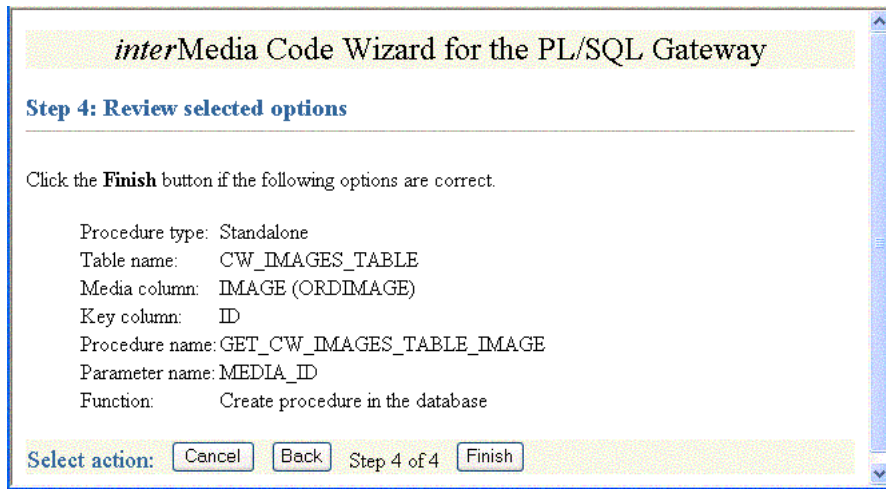 interMedia Code Wizard for the PL/SQL Gateway
Step 4: Review selected options
Click the Finish button if the following options are correct.
Procedure type: Standalone
Table name: CW_IMAGES_TABLE
Media column: IMAGE (ORDIMAGE)
Key column: ID
Procedure name: GET_CW_IMAGES_TABLE_IMAGE
Parameter name: MEDIA_ID
Function: Create procedure in the database
Select action: Cancel Back Step 4 of 4 Finish